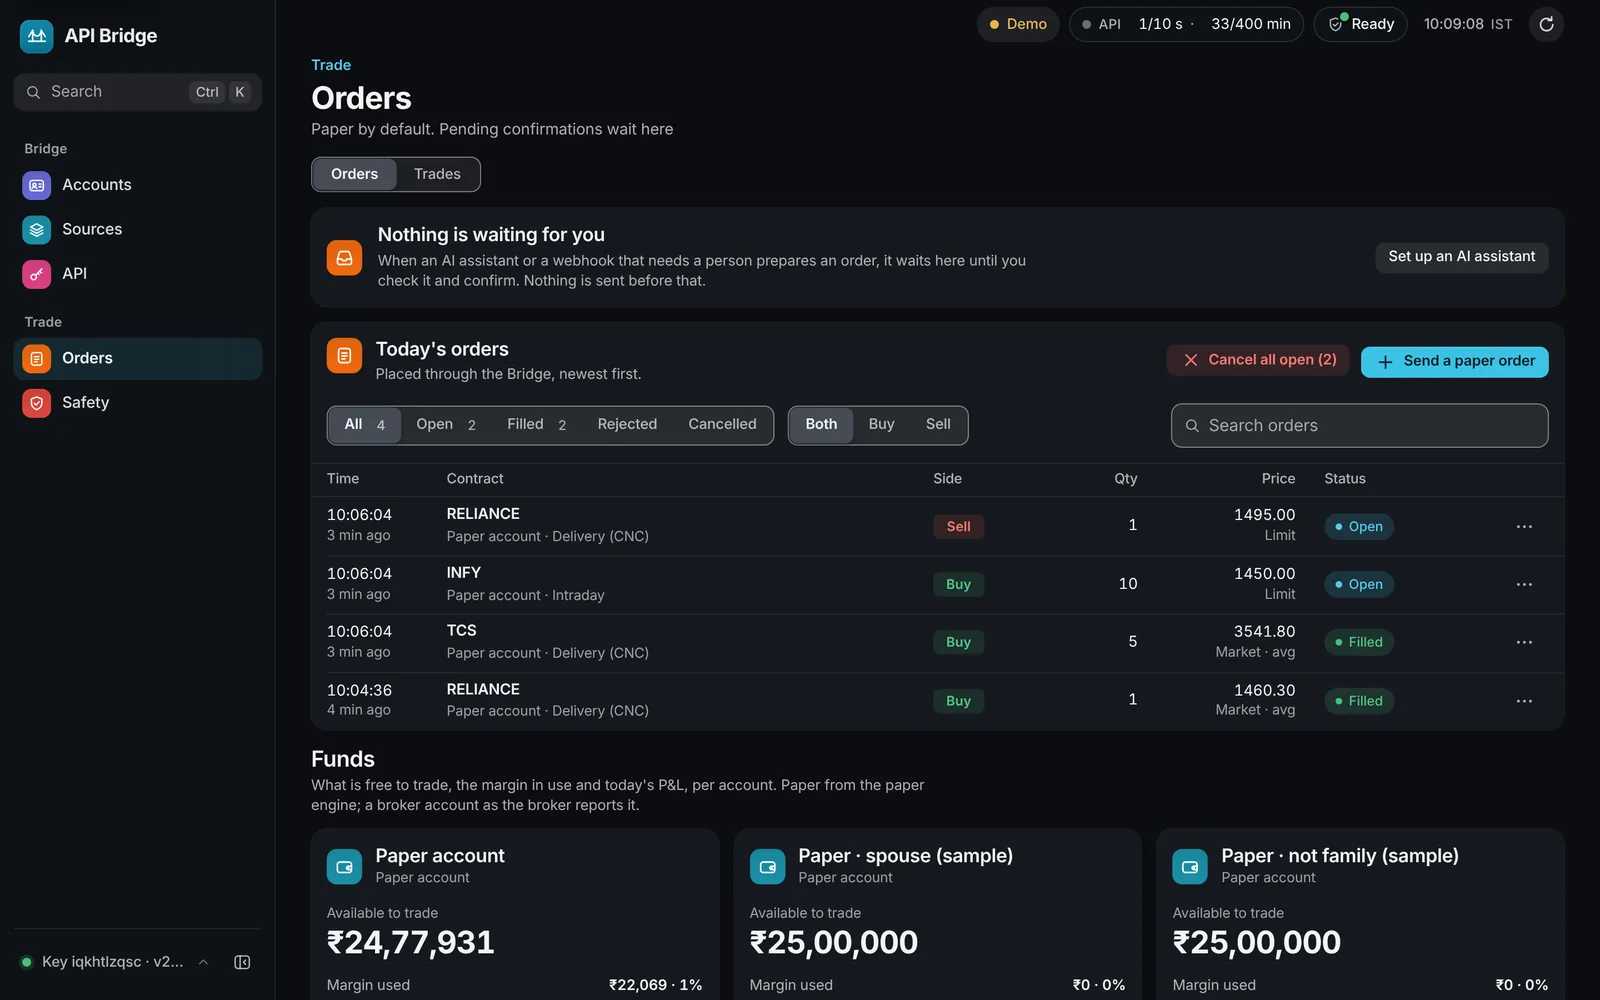 API Bridge
Search Ctrl K
Bridge
Accounts
Sources
API
Trade
Orders
Safety
Key iqkhtlzqsc · v2...
Demo API 1/10 s · 33/400 min Ready 10:09:08 IST
Trade
Orders
Paper by default. Pending confirmations wait here
Orders Trades
Nothing is waiting for you
When an AI assistant or a webhook that needs a person prepares an order, it waits here until you
check it and confirm. Nothing is sent before that.
Set up an AI assistant
Today's orders
Placed through the Bridge, newest first.
Cancel all open (2) Send a paper order
All 4 Open 2 Filled 2 Rejected Cancelled Both Buy Sell Search orders
Time Contract Side Qty Price Status
10:06:04 RELIANCE Sell 1 1495.00 Open
3 min ago Paper account · Delivery (CNC) Limit
10:06:04 INFY Buy 10 1450.00 Open
3 min ago Paper account · Intraday Limit
10:06:04 TCS Buy 5 3541.80 Filled
3 min ago Paper account · Delivery (CNC) Market · avg
10:04:36 RELIANCE Buy 1 1460.30 Filled
4 min ago Paper account · Delivery (CNC) Market · avg
Funds
What is free to trade, the margin in use and today's P&L, per account. Paper from the paper
engine; a broker account as the broker reports it.
Paper account
Paper account
Available to trade
₹24,77,931
Margin used ₹22,069 · 1%
Paper · spouse (sample)
Paper account
Available to trade
₹25,00,000
Margin used ₹0 · 0%
Paper · not family (sample)
Paper account
Available to trade
₹25,00,000
Margin used ₹0 · 0%